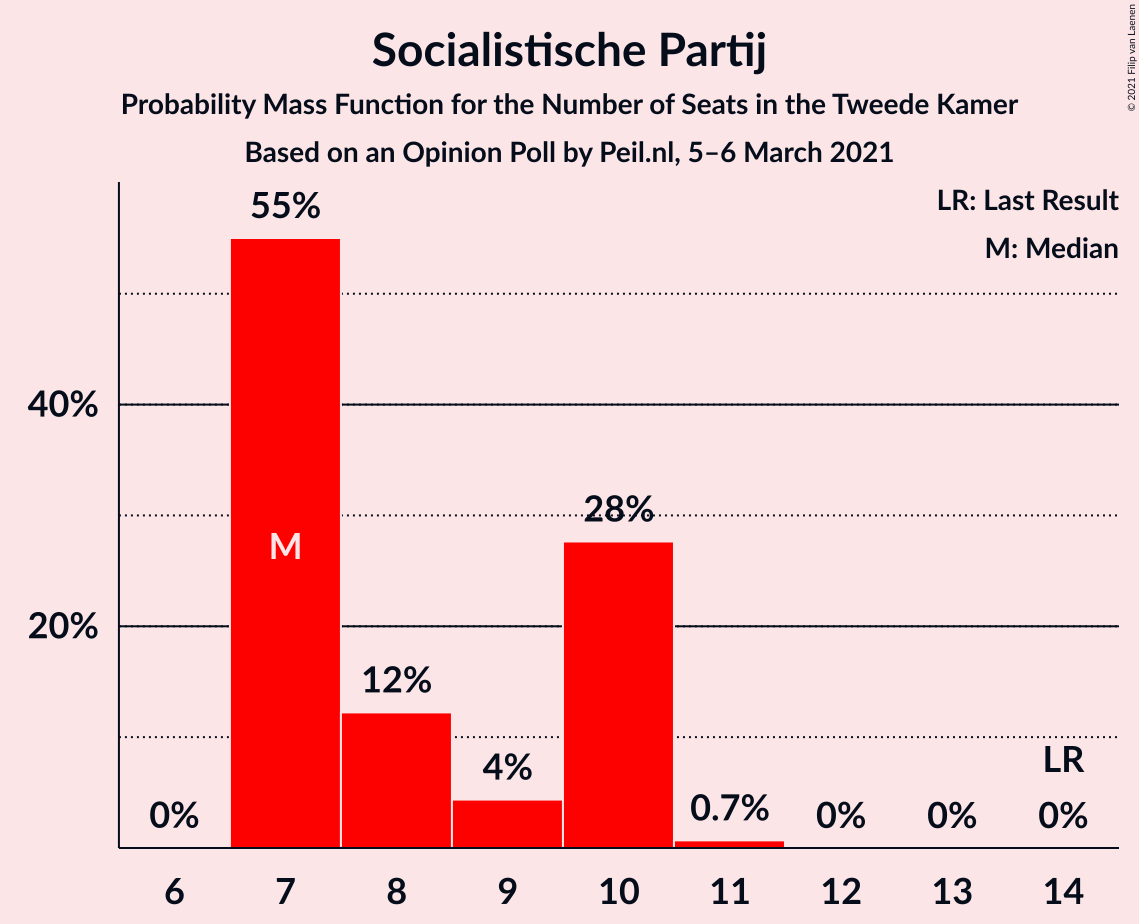 Socialistische Partij
Probability Mass Function for the Number of Seats in the Tweede Kamer
Based on an Opinion Poll by Peil.nl, 5–6 March 2021
© 2021 Filip van Laenen
LR: Last Result
M: Median
55%
40%
28%
M
20%
12%
4%
LR
0%
0.7%
0%
0%
0%
6
7
8
9
10
11
12
13
14